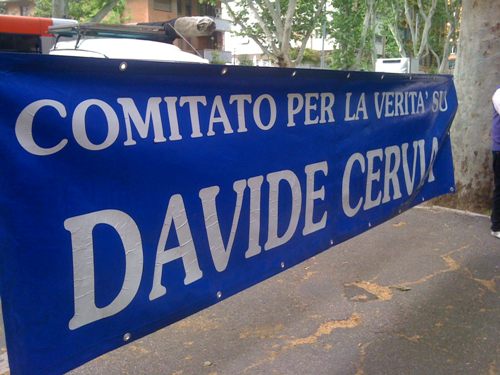 COMITATO PER LA VERITA' SU
DAVIDE CERVIA